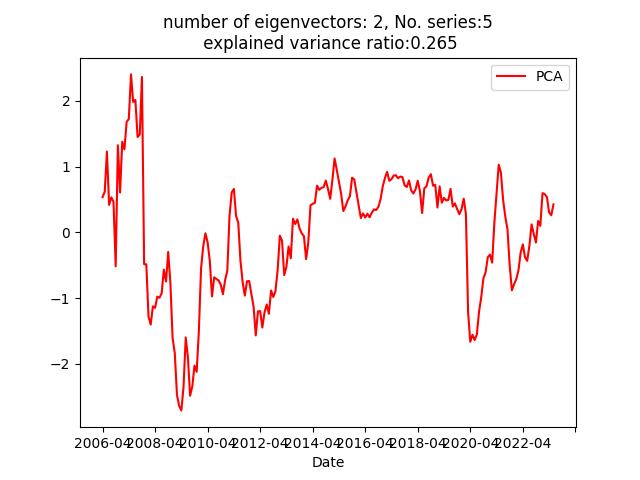 number of eigenvectors: 2, No. series:5
explained variance ratio:0.265
PCA
2
1
0
−1
−2
2006-04 2008-04 2010-04 2012-04 2014-04 2016-04 2018-04 2020-04 2022-04
Date